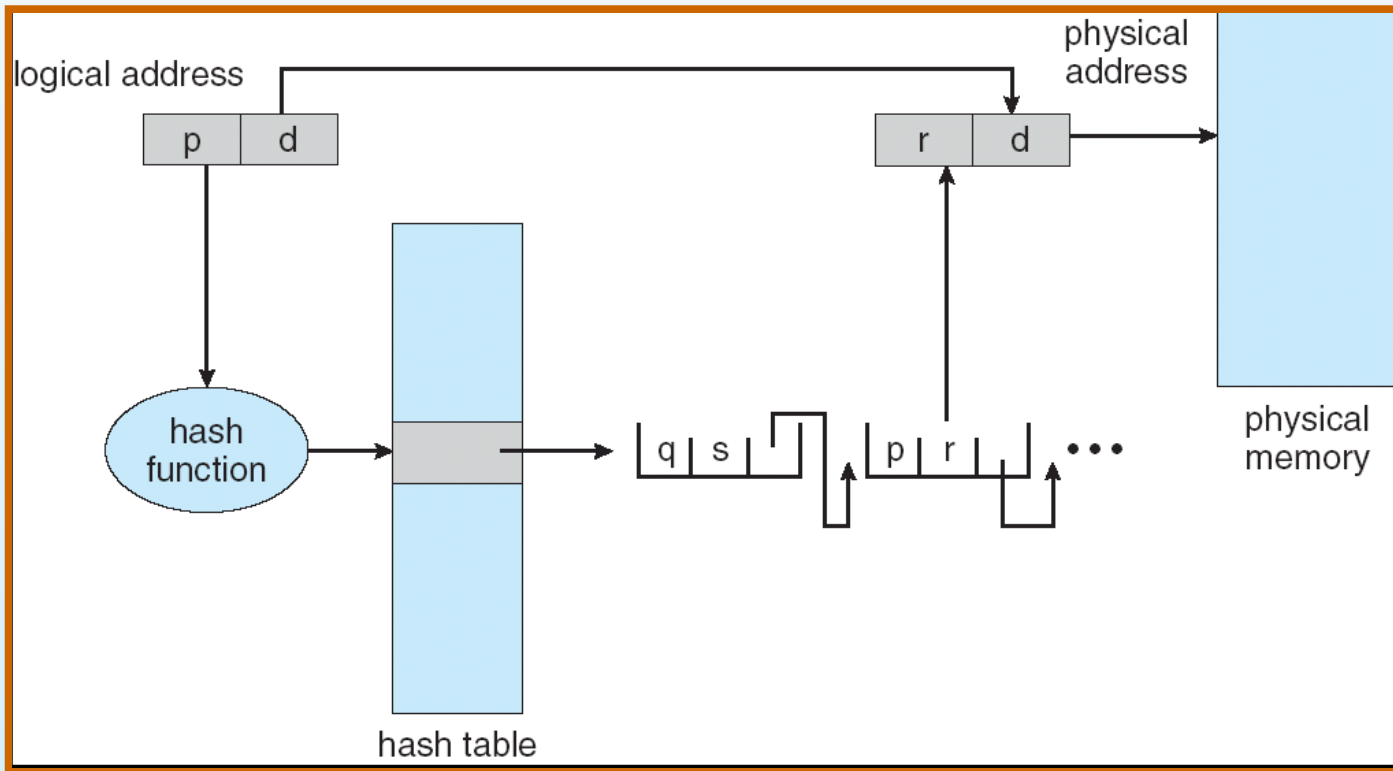 logical address
p d
physical
address
r d
hash
function
q s
p r
•••
physical
memory
hash table